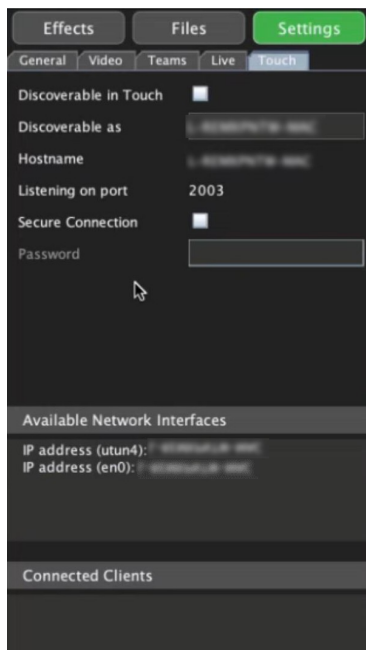 Effects Files Settings
General Video Teams Live Touch
Discoverable in Touch
Discoverable as
Hostname
Listening on port 2003
Secure Connection
Password
Available Network Interfaces
IP address (utun4):
IP address (en0):
Connected Clients